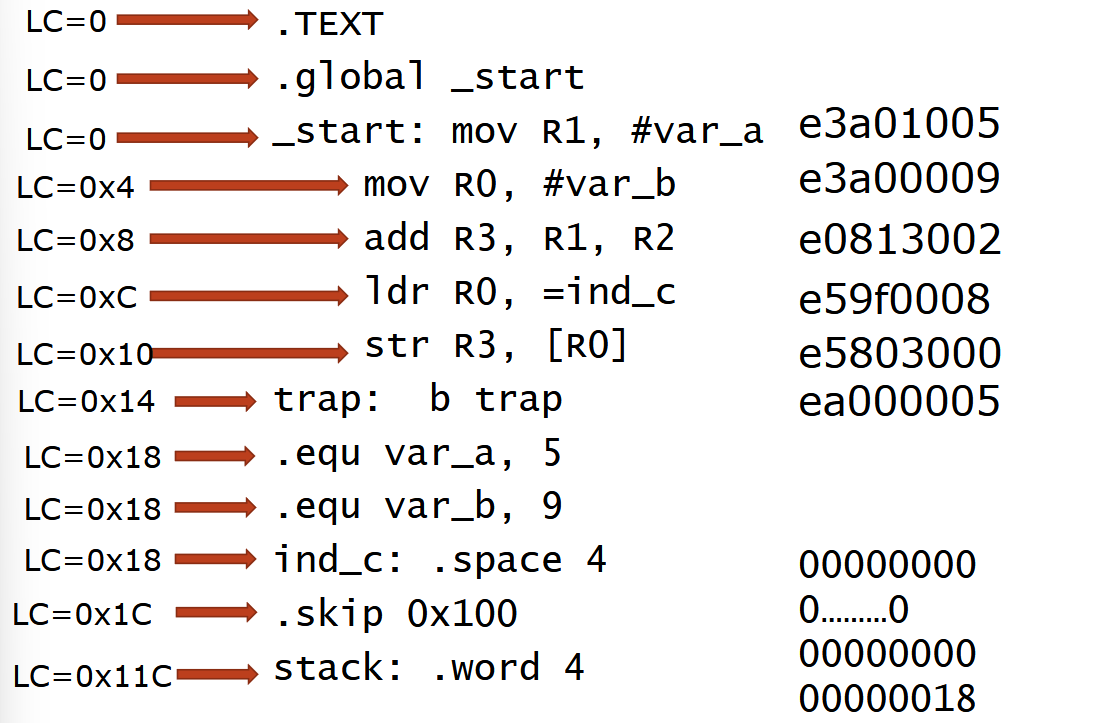 LC=0 .TEXT
LC=0 .global _start
LC=0 _start: mov R1, #var_a e3a01005
LC=0x4 mov R0, #var_b e3a00009
LC=0x8 add R3, R1, R2 e0813002
LC=0xC ldr R0, =ind_c e59f0008
LC=0x10 str R3, [R0] e5803000
LC=0x14 trap: b trap ea000005
LC=0x18 .equ var_a, 5
LC=0x18 .equ var_b, 9
LC=0x18 ind_c: .space 4 00000000
LC=0x1C .skip 0x100 0.........0
LC=0x11C stack: .word 4 00000000
00000018